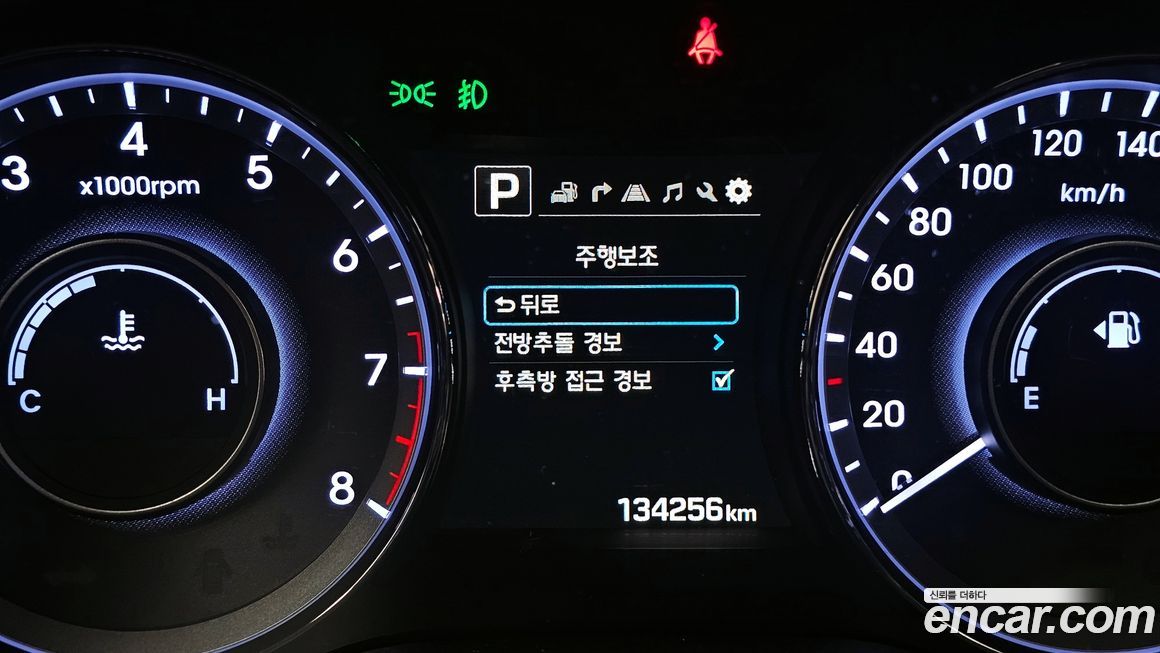 3 4 5 6 7 8
x1000rpm
C H
P
주행보조
뒤로
전방추돌 경보
후측방 접근 경보
134256km
0 20 40 60 80 100 120 140
km/h
E
신뢰를 더하다
encar.com